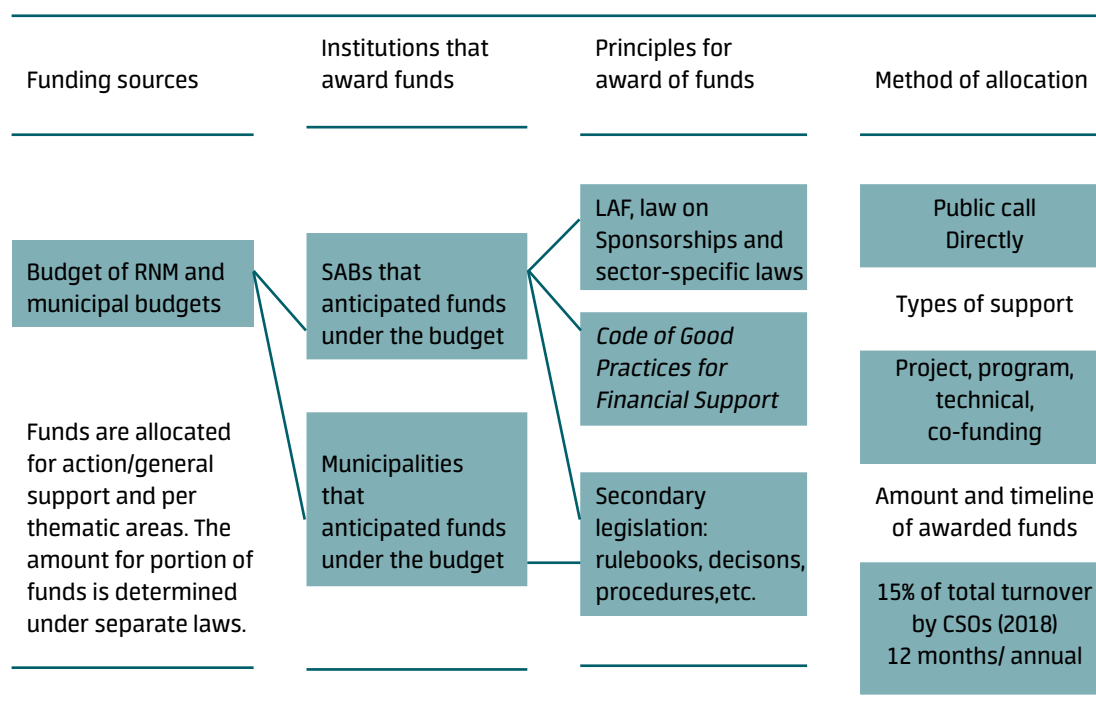 Funding sources
Institutions that
award funds
Principles for
award of funds
Method of allocation
Budget of RNM and
municipal budgets
Funds are allocated
for action/general
support and per
thematic areas. The
amount for portion of
funds is determined
under separate laws.
SABs that
anticipated funds
under the budget
Municipalities
that
anticipated funds
under the budget
LAF, law on
Sponsorships and
sector-specific laws
Code of Good
Practices for
Financial Support
Secondary
legislation:
rulebooks, decisons,
procedures,etc.
Public call
Directly
Types of support
Project, program,
technical,
co-funding
Amount and timeline
of awarded funds
15% of total turnover
by CSOs (2018)
12 months/ annual